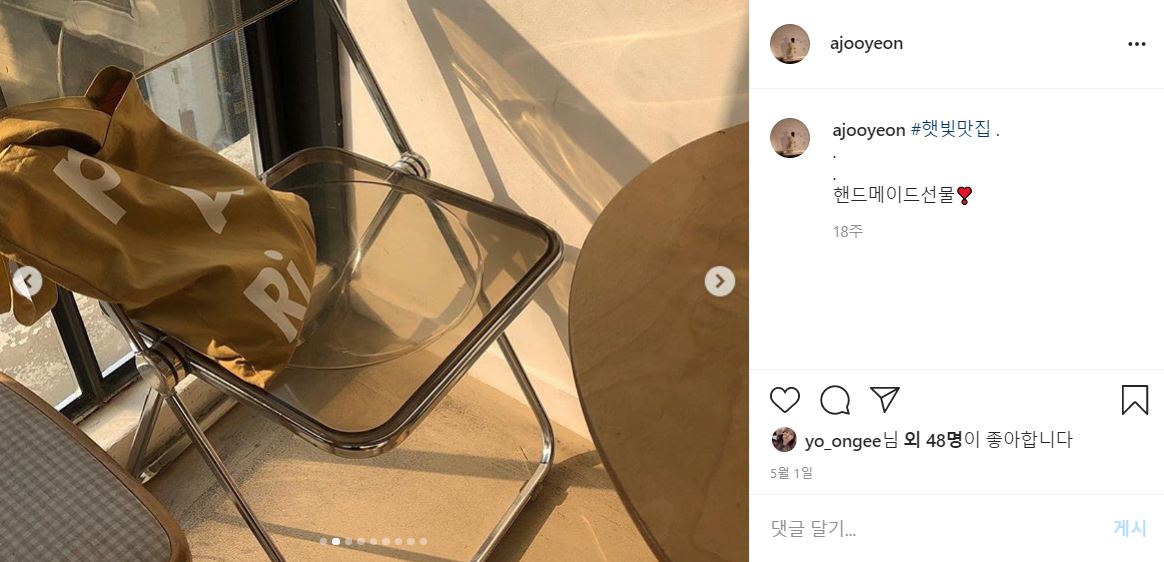 P
A
Ri
ajooyeon
ajooyeon #햇빛맛집 .
.
.
핸드메이드선물❣
18주
yo_ongee님 외 48명이 좋아합니다
5월 1일
댓글 달기...
게시